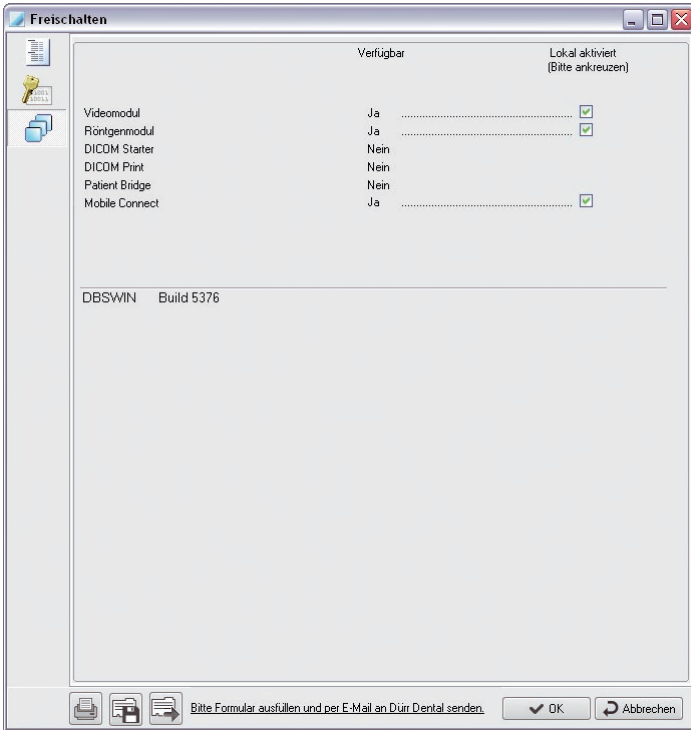 Freischalten
Verfügbar Lokal aktiviert
(Bitte ankreuzen)
Videomodul Ja
Röntgenmodul Ja
DICOM Starter Nein
DICOM Print Nein
Patient Bridge Nein
Mobile Connect Ja
DBSWIN Build 5376
Bitte Formular ausfüllen und per E-Mail an Dürr Dental senden. OK Abbrechen